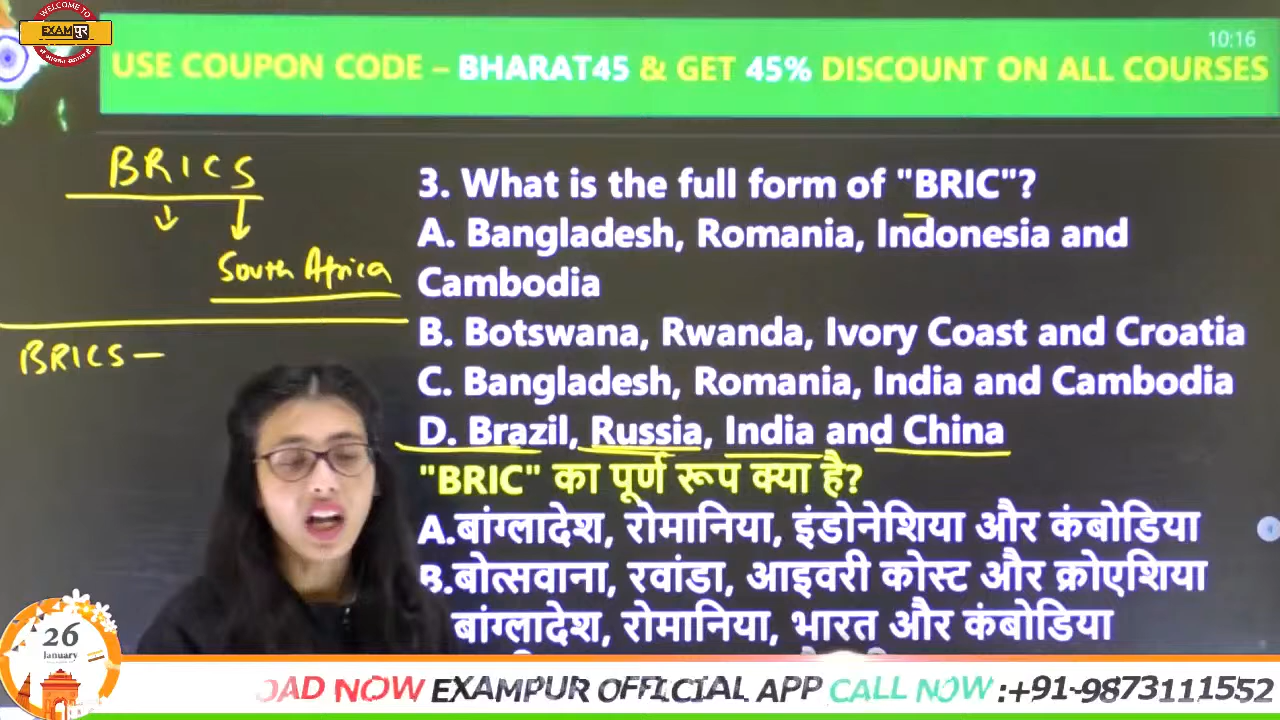 WELCOME TO
EXAMपुर
10:16
USE COUPON CODE – BHARAT45 & GET 45% DISCOUNT ON ALL COURSES
BRICS
South Africa
BRICS –
3. What is the full form of "BRIC"?
A. Bangladesh, Romania, Indonesia and
Cambodia
B. Botswana, Rwanda, Ivory Coast and Croatia
C. Bangladesh, Romania, India and Cambodia
D. Brazil, Russia, India and China
"BRIC" का पूर्ण रूप क्या है?
A.बांग्लादेश, रोमानिया, इंडोनेशिया और कंबोडिया
B.बोत्सवाना, रवांडा, आइवरी कोस्ट और क्रोएशिया
बांग्लादेश, रोमानिया, भारत और कंबोडिया
26
January
OAD NOW EXAMPUR OFFICIAL APP CALL NOW :+91-9873111552